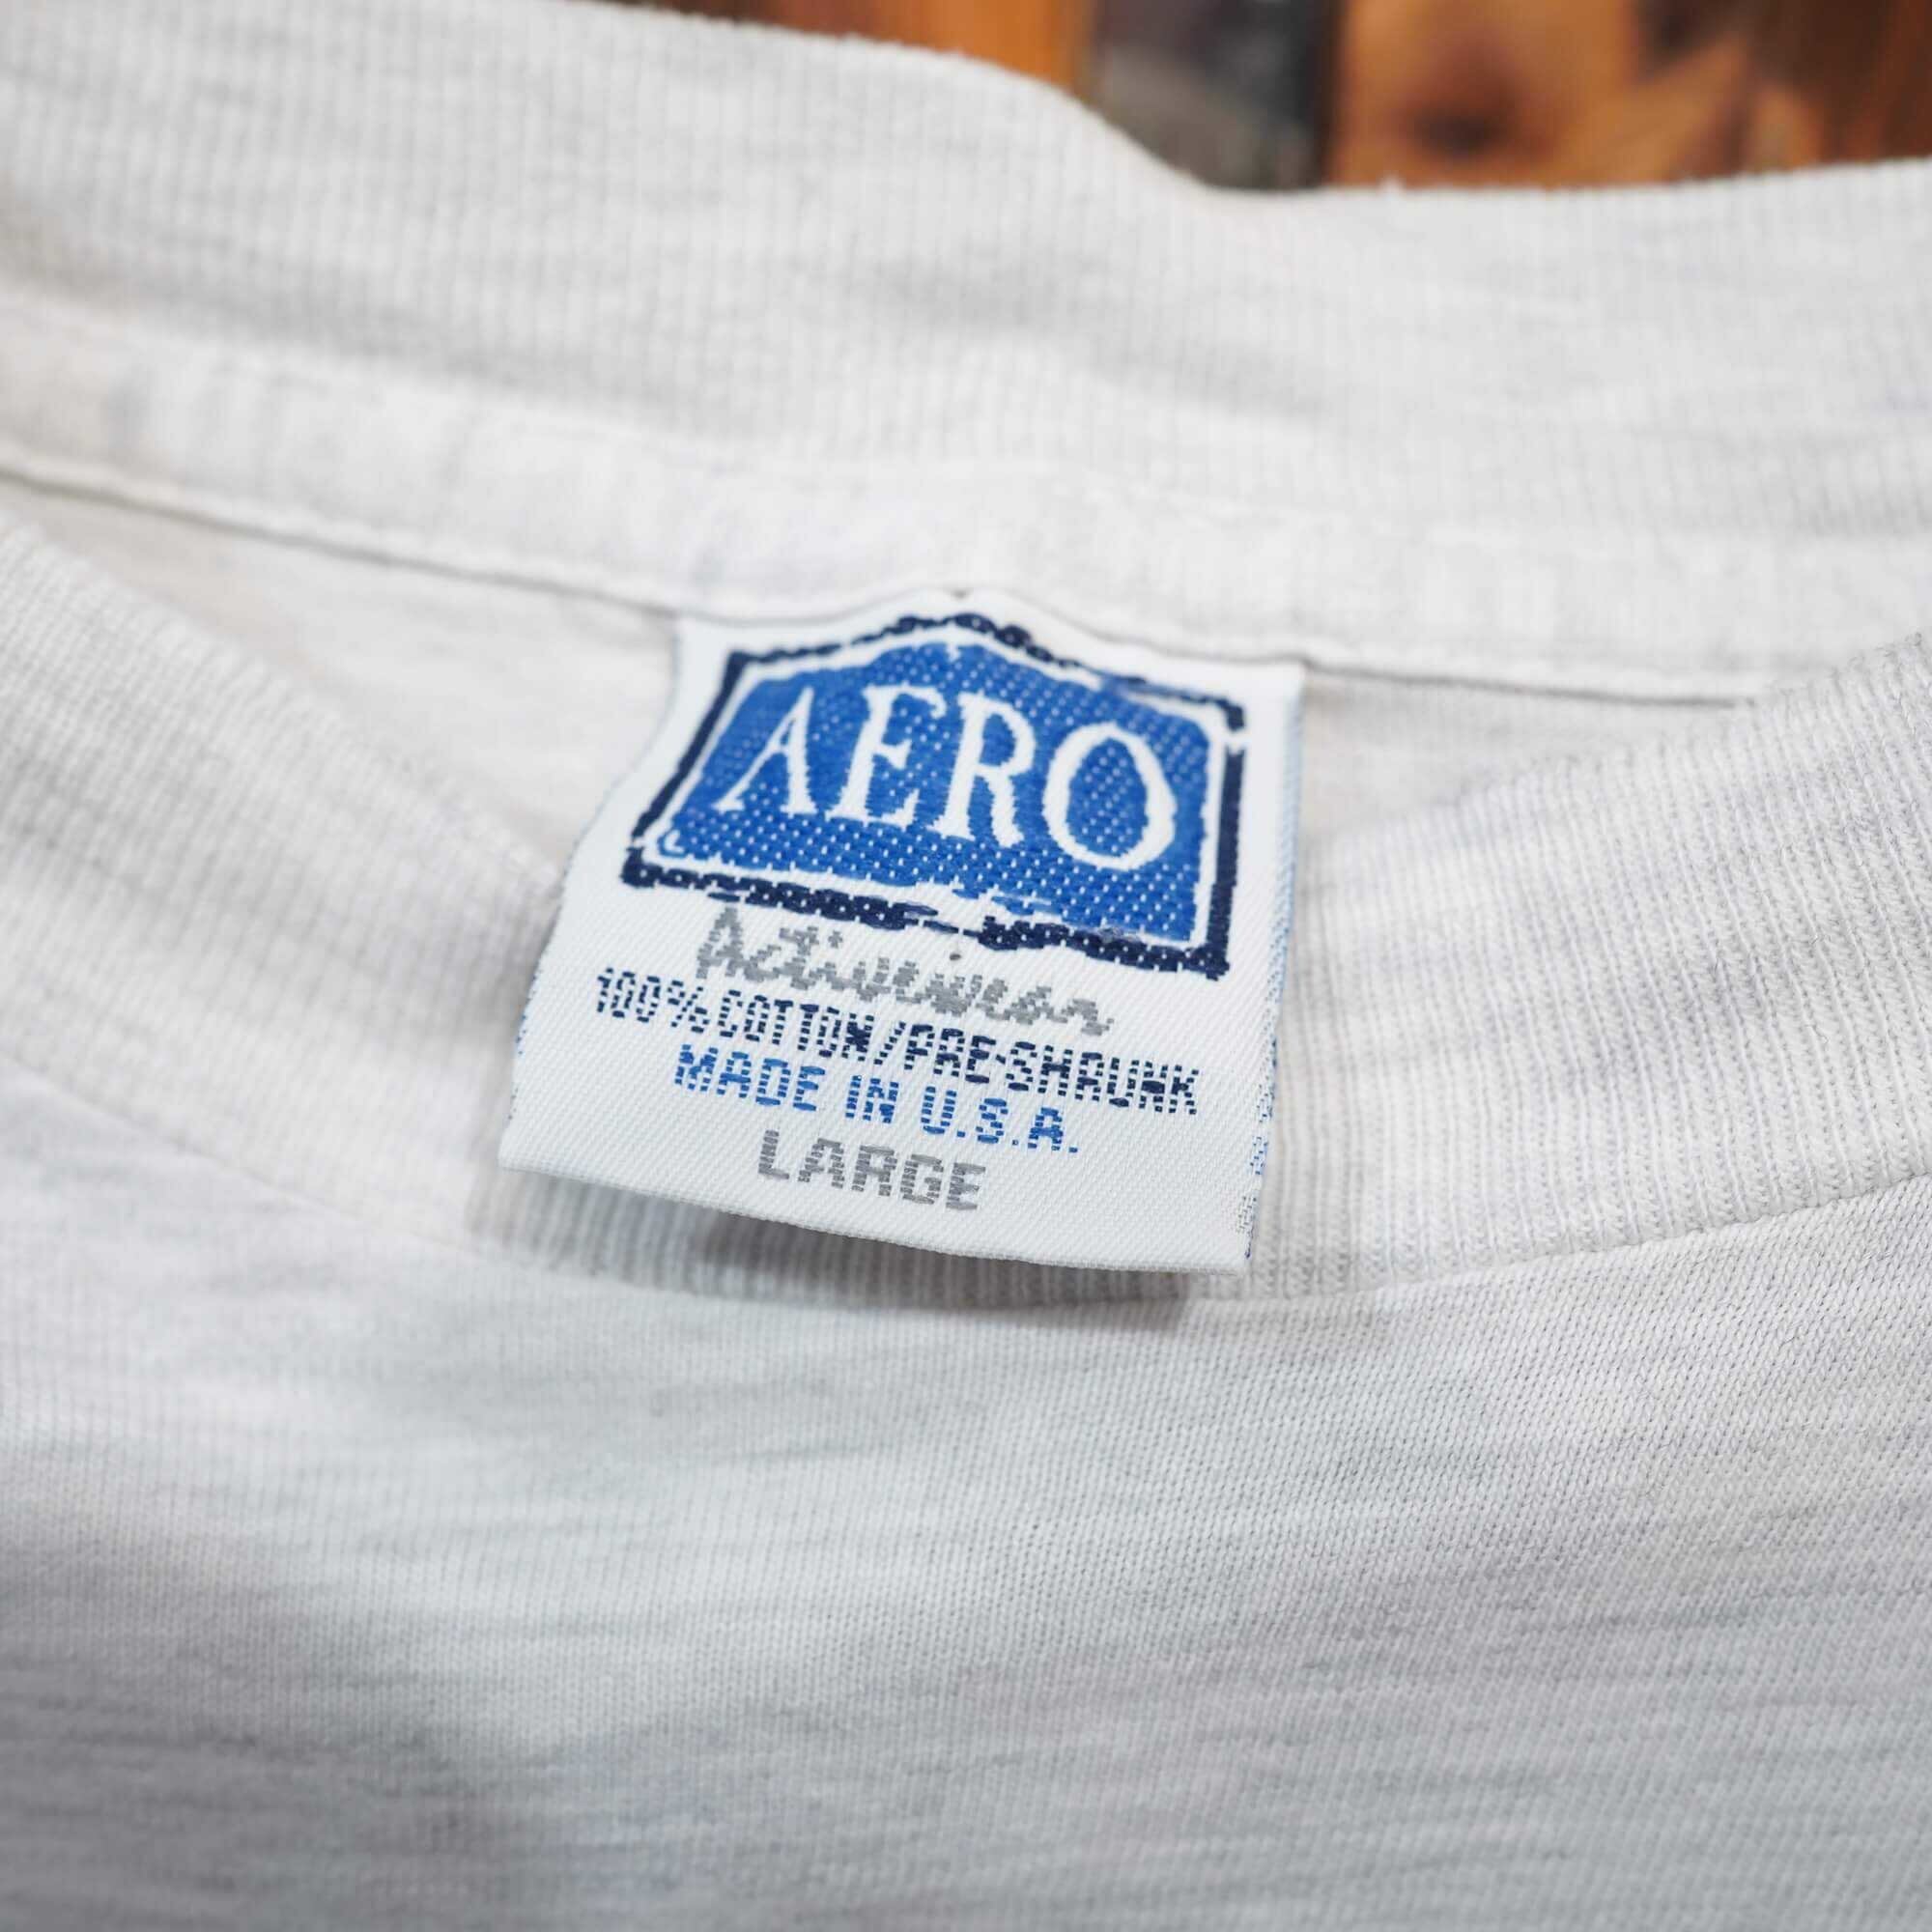 AERO
Activewear
100% COTTON/PRE-SHRUNK
MADE IN U.S.A.
LARGE